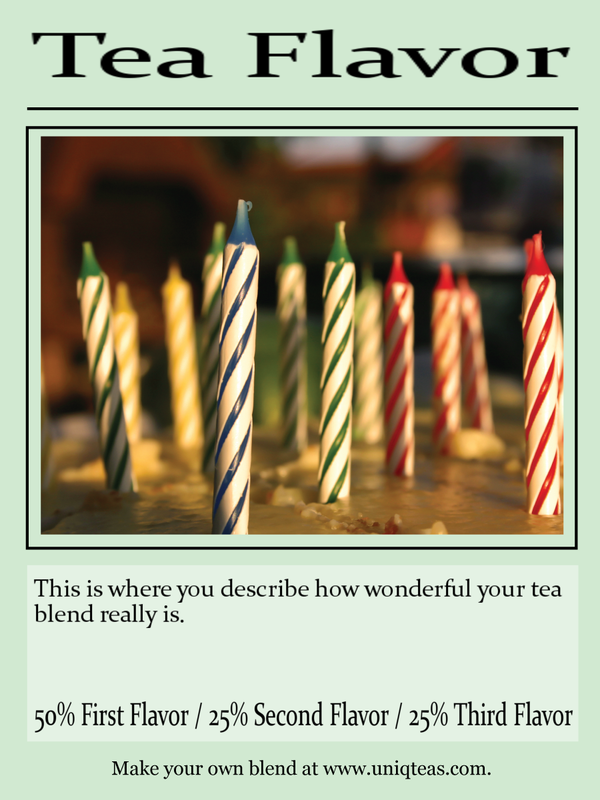 Tea Flavor
This is where you describe how wonderful your tea
blend really is.
50% First Flavor / 25% Second Flavor / 25% Third Flavor
Make your own blend at www.uniqteas.com.